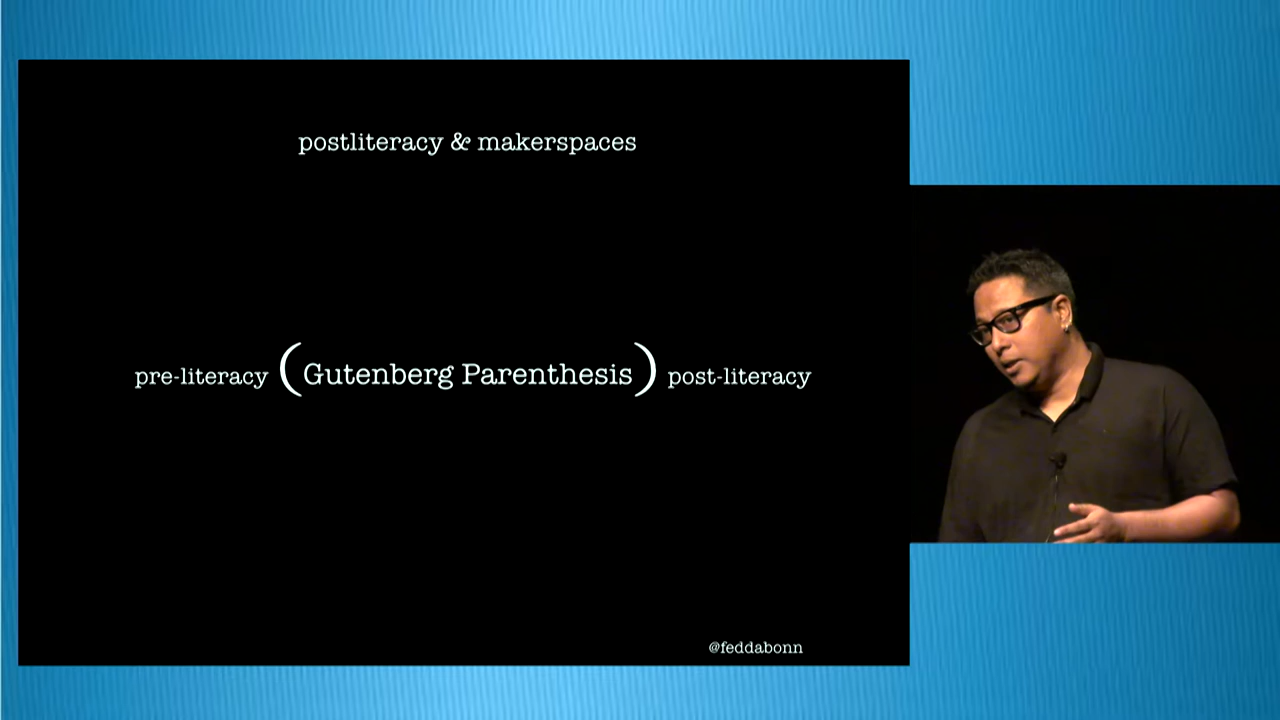 postliteracy & makerspaces
pre-literacy (Gutenberg Parenthesis) post-literacy
@feddabonn